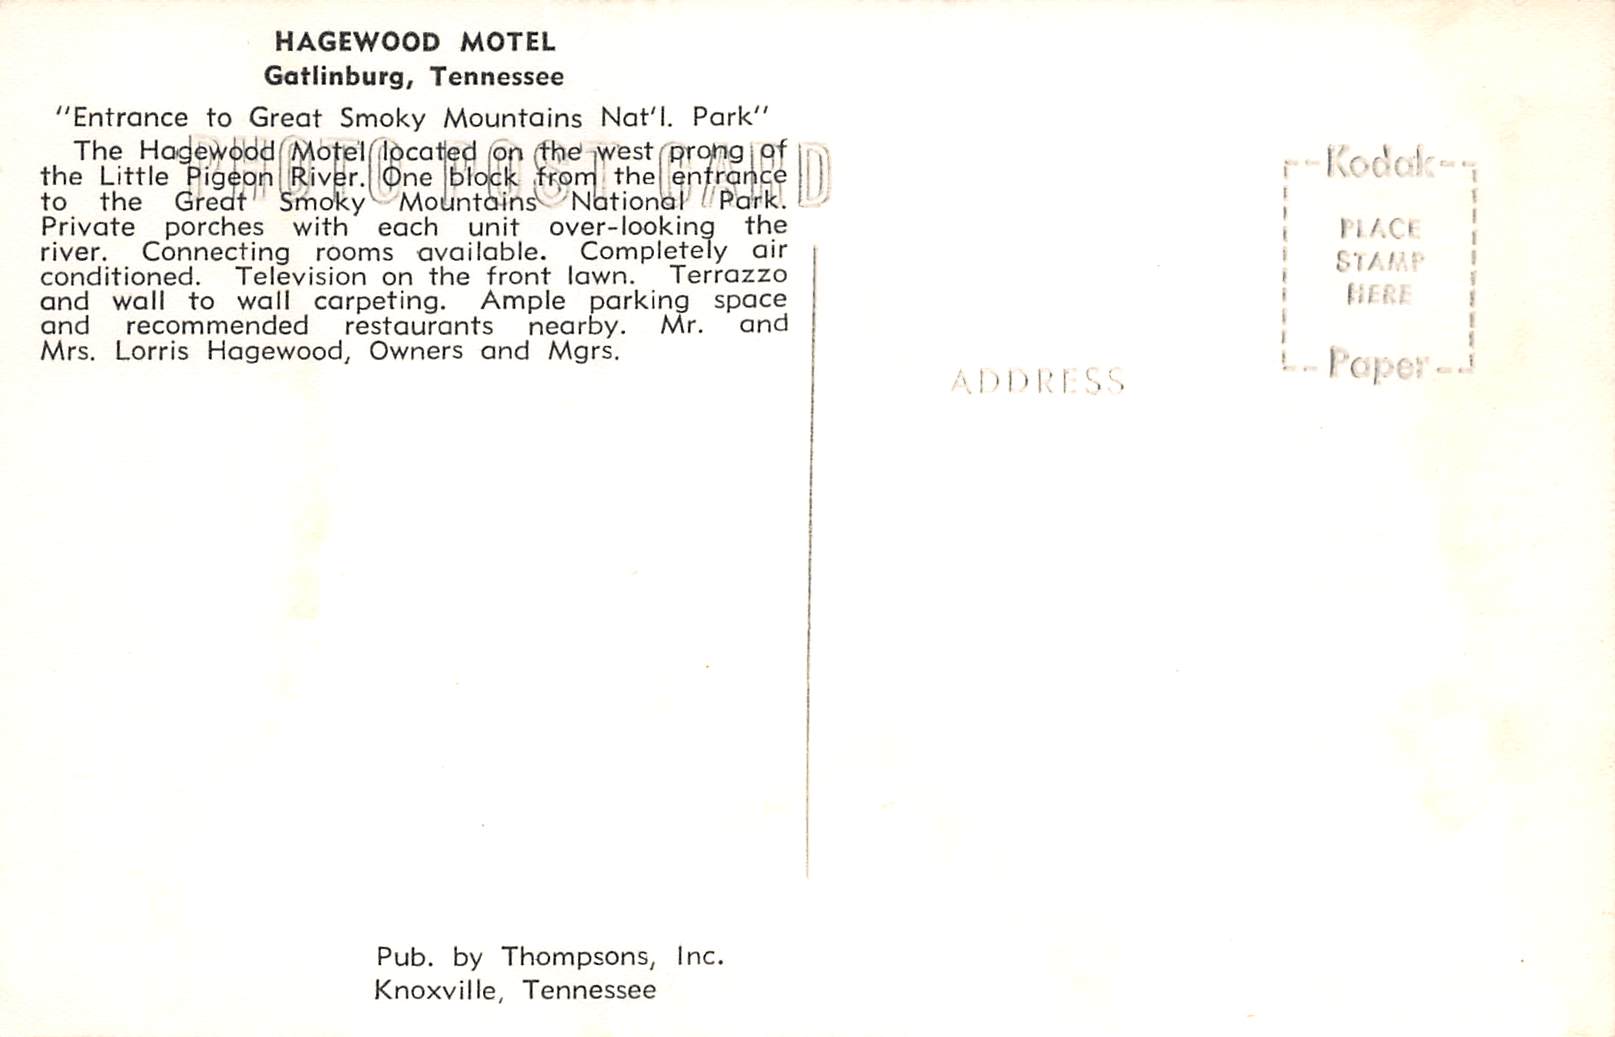 HAGEWOOD MOTEL
Gatlinburg, Tennessee
"Entrance to Great Smoky Mountains Nat'l. Park"
PHOTO POST CARD
The Hagewood Motel located on the west prong of
the Little Pigeon River. One block from the entrance
to the Great Smoky Mountains National Park.
Private porches with each unit over-looking the
river. Connecting rooms available. Completely air
conditioned. Television on the front lawn. Terrazzo
and wall to wall carpeting. Ample parking space
and recommended restaurants nearby. Mr. and
Mrs. Lorris Hagewood, Owners and Mgrs.
Kodak
PLACE
STAMP
HERE
Paper
ADDRESS
Pub. by Thompsons, Inc.
Knoxville, Tennessee